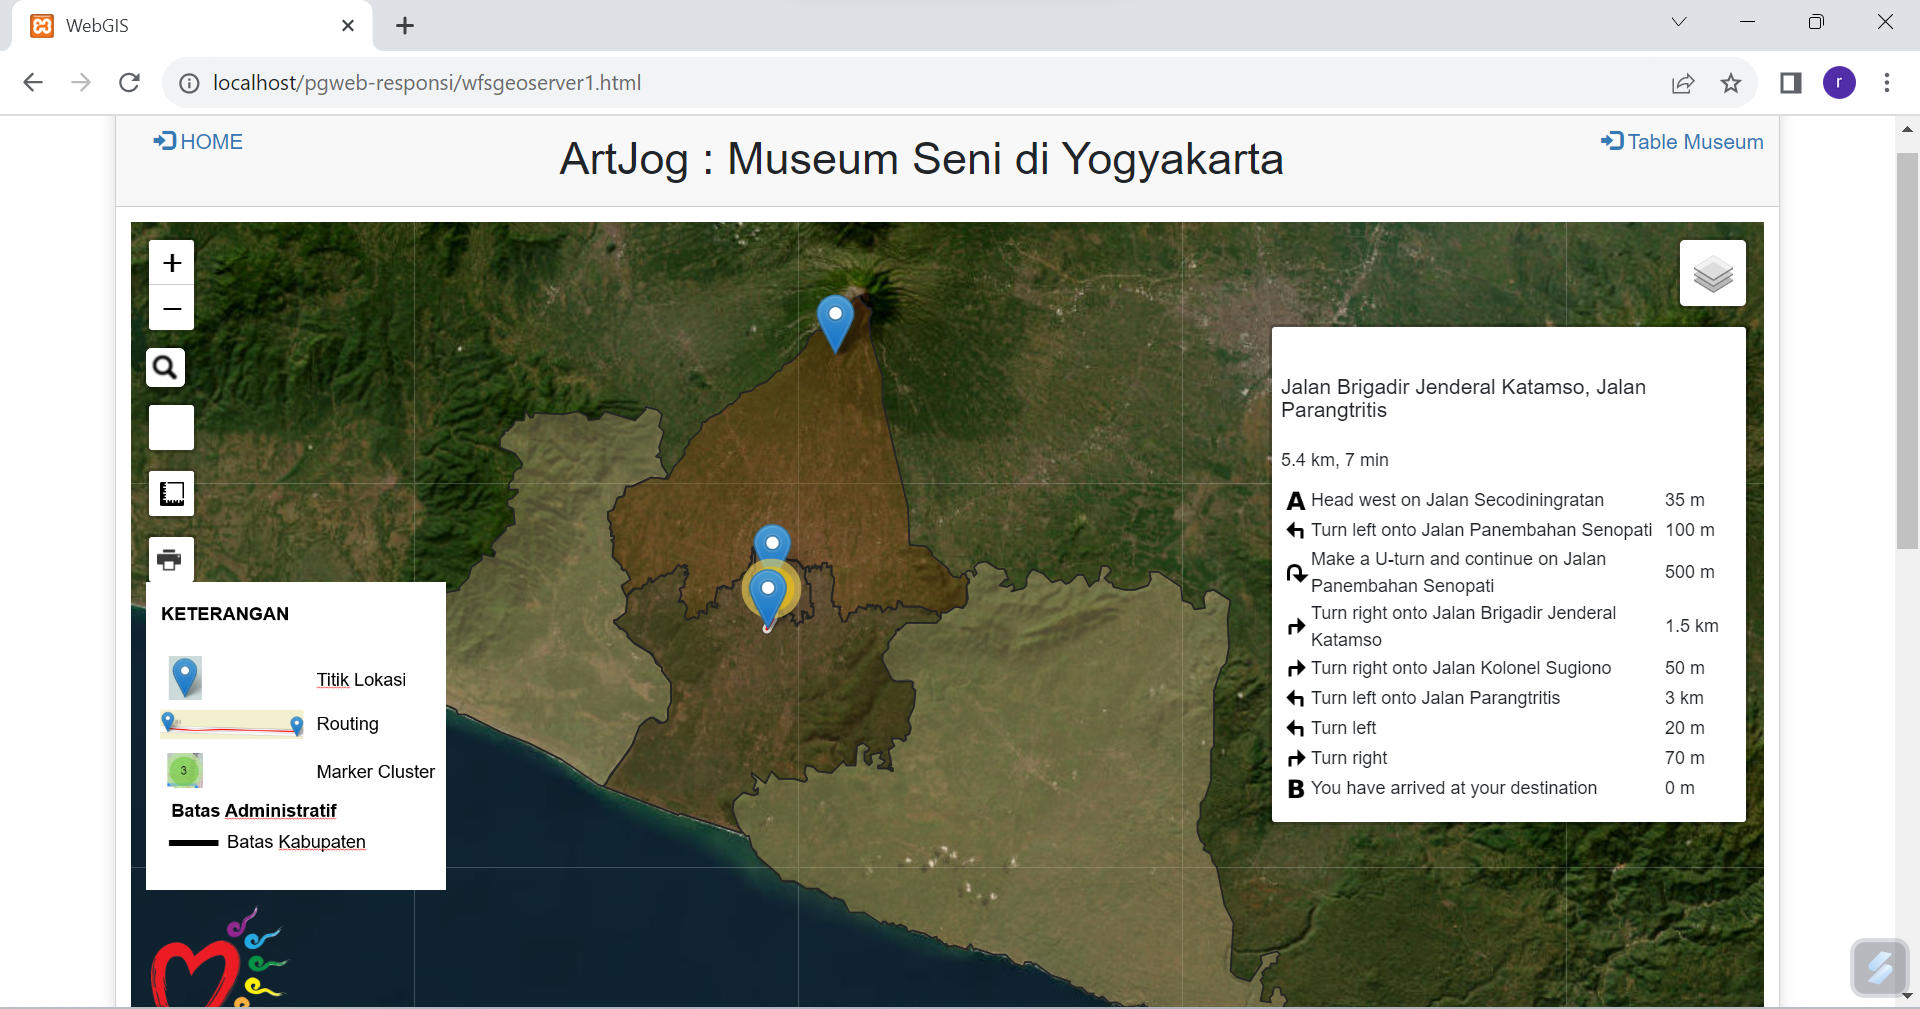 WebGIS
localhost/pgweb-responsi/wfsgeoserver1.html
r
HOME
ArtJog : Museum Seni di Yogyakarta
Table Museum
+
−
Jalan Brigadir Jenderal Katamso, Jalan
Parangtritis
5.4 km, 7 min
A Head west on Jalan Secodiningratan 35 m
Turn left onto Jalan Panembahan Senopati 100 m
Make a U-turn and continue on Jalan
Panembahan Senopati 500 m
Turn right onto Jalan Brigadir Jenderal
Katamso 1.5 km
Turn right onto Jalan Kolonel Sugiono 50 m
Turn left onto Jalan Parangtritis 3 km
Turn left 20 m
Turn right 70 m
B You have arrived at your destination 0 m
KETERANGAN
Titik Lokasi
Routing
3 Marker Cluster
Batas Administratif
Batas Kabupaten